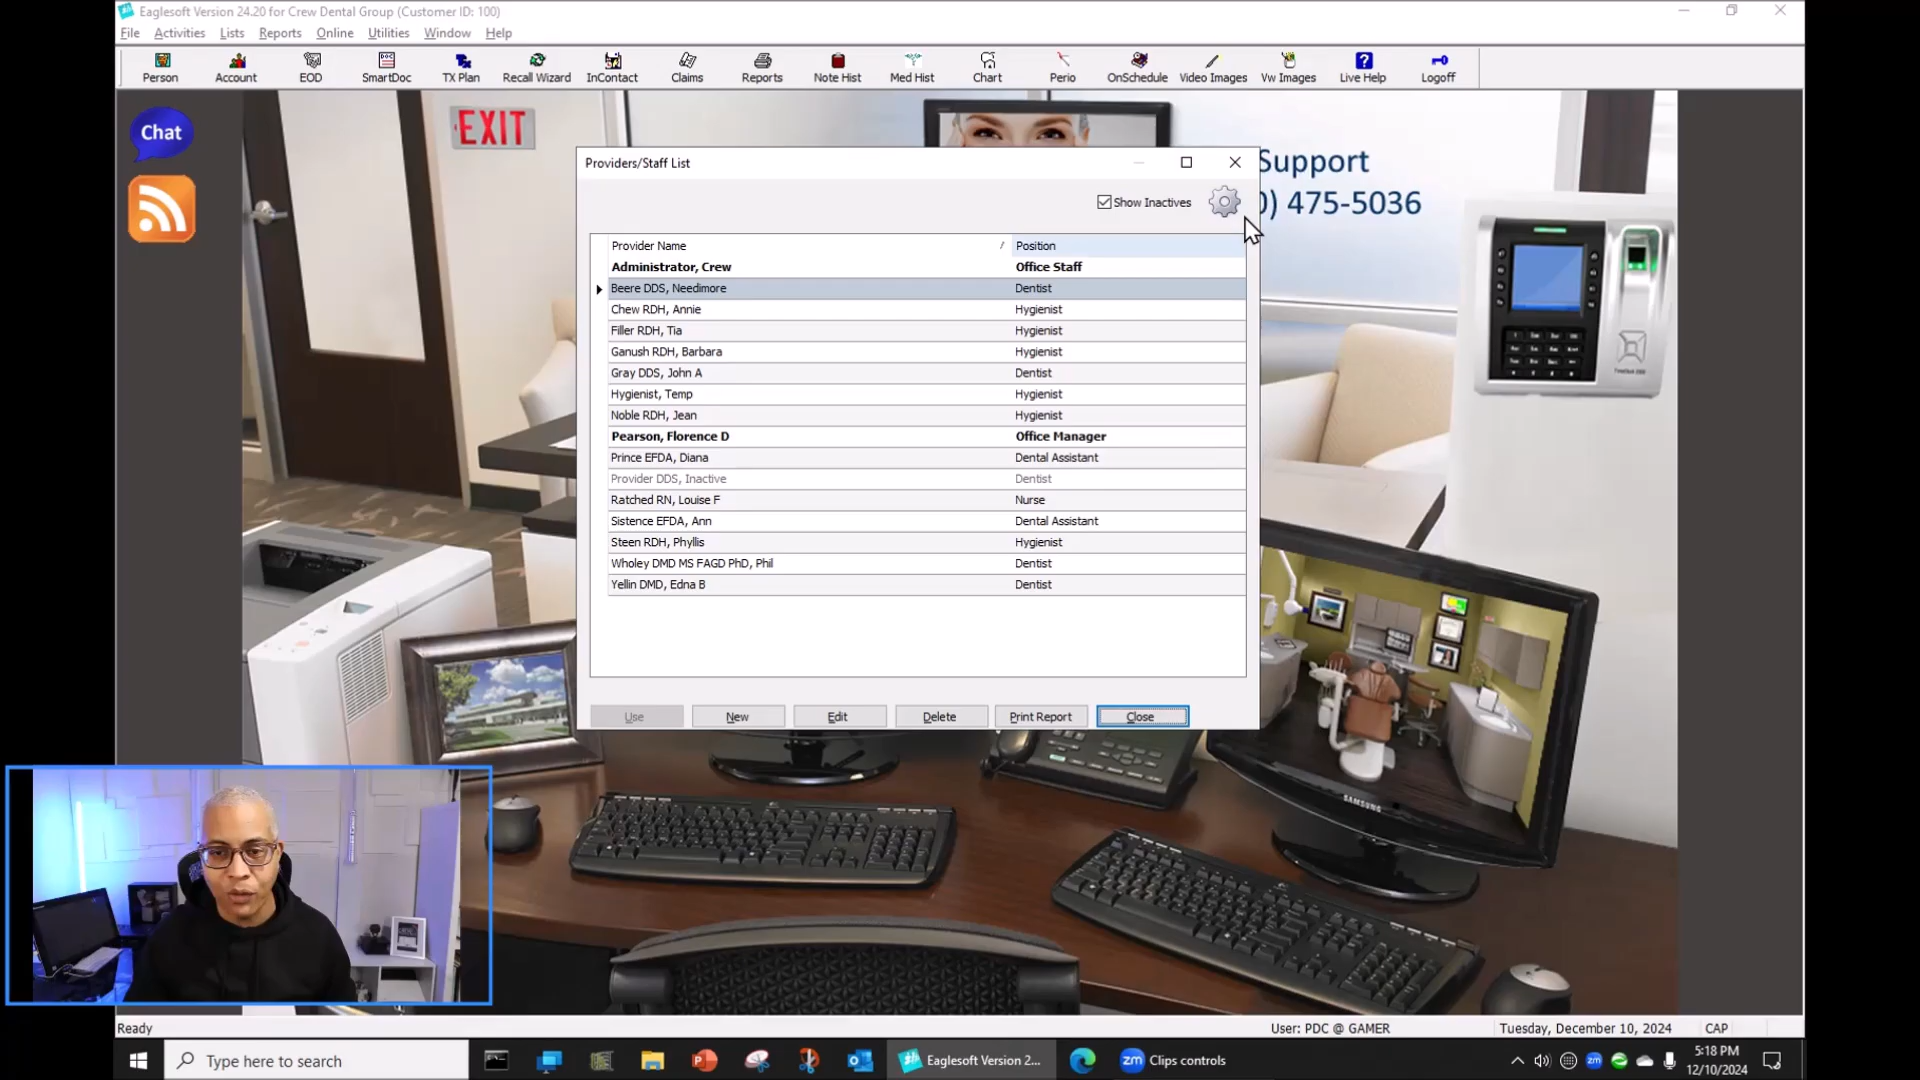 Eaglesoft Version 24.20 for Crew Dental Group (Customer ID: 100)
File Activities Lists Reports Online Utilities Window Help
Person Account EOD SmartDoc TX Plan Recall Wizard InContact Claims Reports Note Hist Med Hist Chart Perio OnSchedule Video Images Vw Images Live Help Logoff
Chat
EXIT
Support
0) 475-5036
Providers/Staff List
Show Inactives
Provider Name / Position
Administrator, Crew Office Staff
Beere DDS, Needimore Dentist
Chew RDH, Annie Hygienist
Filler RDH, Tia Hygienist
Ganush RDH, Barbara Hygienist
Gray DDS, John A Dentist
Hygienist, Temp Hygienist
Noble RDH, Jean Hygienist
Pearson, Florence D Office Manager
Prince EFDA, Diana Dental Assistant
Provider DDS, Inactive Dentist
Ratched RN, Louise F Nurse
Sistence EFDA, Ann Dental Assistant
Steen RDH, Phyllis Hygienist
Wholey DMD MS FAGD PhD, Phil Dentist
Yellin DMD, Edna B Dentist
Use New Edit Delete Print Report Close
SAMSUNG
Ready User: PDC @ GAMER Tuesday, December 10, 2024 CAP
Type here to search
Eaglesoft Version 2...
zm Clips controls
zm
5:18 PM
12/10/2024